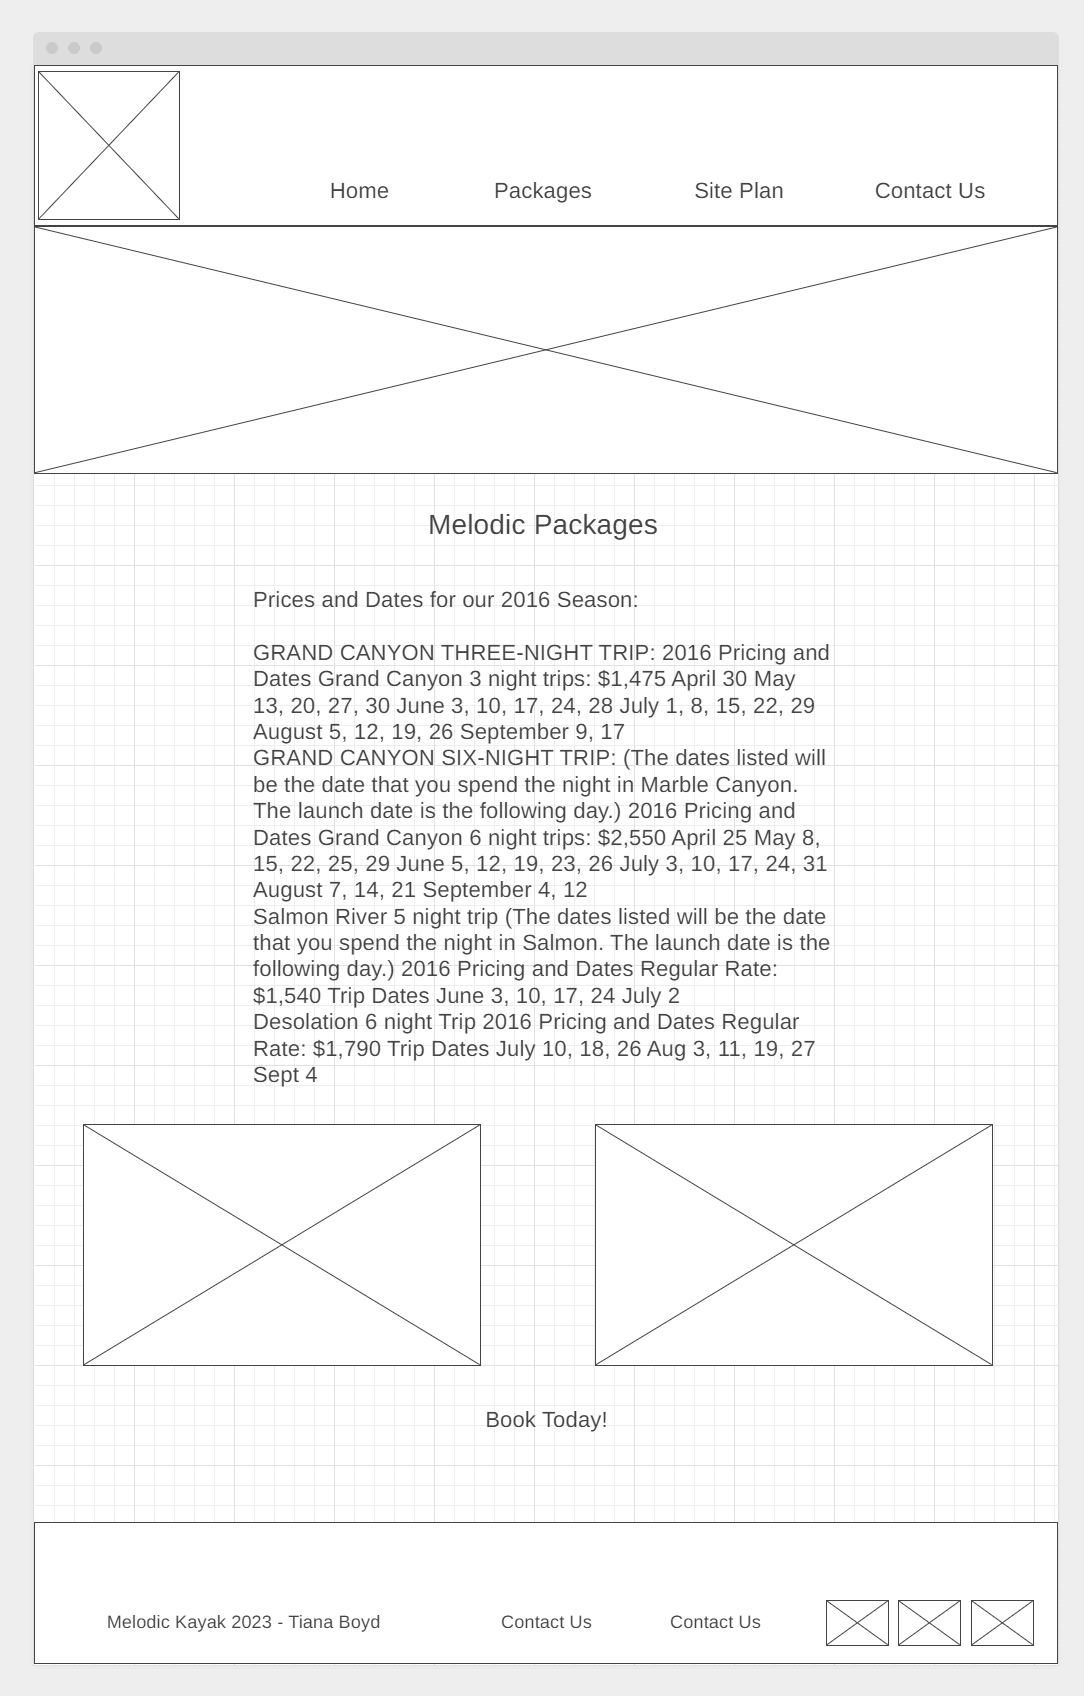 Home Packages Site Plan Contact Us
Melodic Packages
Prices and Dates for our 2016 Season:
GRAND CANYON THREE-NIGHT TRIP: 2016 Pricing and
Dates Grand Canyon 3 night trips: $1,475 April 30 May
13, 20, 27, 30 June 3, 10, 17, 24, 28 July 1, 8, 15, 22, 29
August 5, 12, 19, 26 September 9, 17
GRAND CANYON SIX-NIGHT TRIP: (The dates listed will
be the date that you spend the night in Marble Canyon.
The launch date is the following day.) 2016 Pricing and
Dates Grand Canyon 6 night trips: $2,550 April 25 May 8,
15, 22, 25, 29 June 5, 12, 19, 23, 26 July 3, 10, 17, 24, 31
August 7, 14, 21 September 4, 12
Salmon River 5 night trip (The dates listed will be the date
that you spend the night in Salmon. The launch date is the
following day.) 2016 Pricing and Dates Regular Rate:
$1,540 Trip Dates June 3, 10, 17, 24 July 2
Desolation 6 night Trip 2016 Pricing and Dates Regular
Rate: $1,790 Trip Dates July 10, 18, 26 Aug 3, 11, 19, 27
Sept 4
Book Today!
Melodic Kayak 2023 - Tiana Boyd Contact Us Contact Us